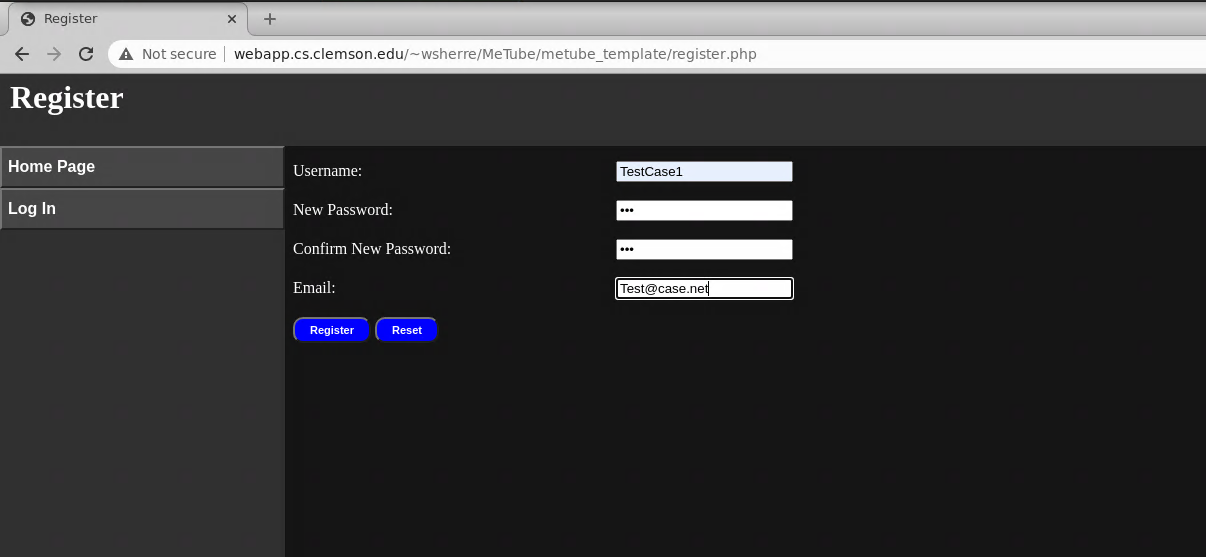 Register
Not secure webapp.cs.clemson.edu/~wsherre/MeTube/metube_template/register.php
Register
Home Page
Log In
Username: TestCase1
New Password: •••
Confirm New Password: •••
Email: Test@case.net
Register Reset